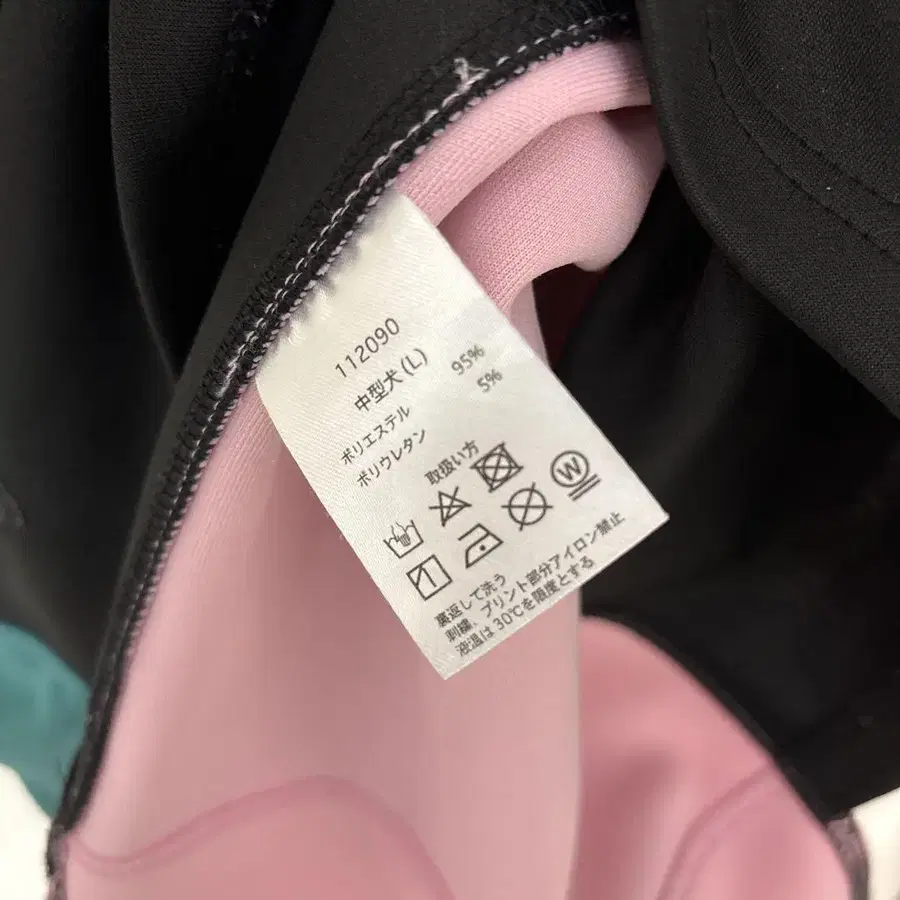 112090
中型犬(L)
ポリエステル 95%
ポリウレタン 5%
取扱い方
W
裏返して洗う
刺繍、プリント部分アイロン禁止
液温は30℃を限度とする